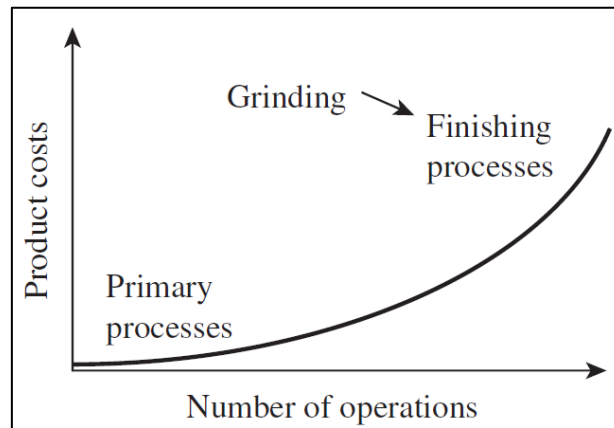 Product costs
Grinding
Finishing
processes
Primary
processes
Number of operations